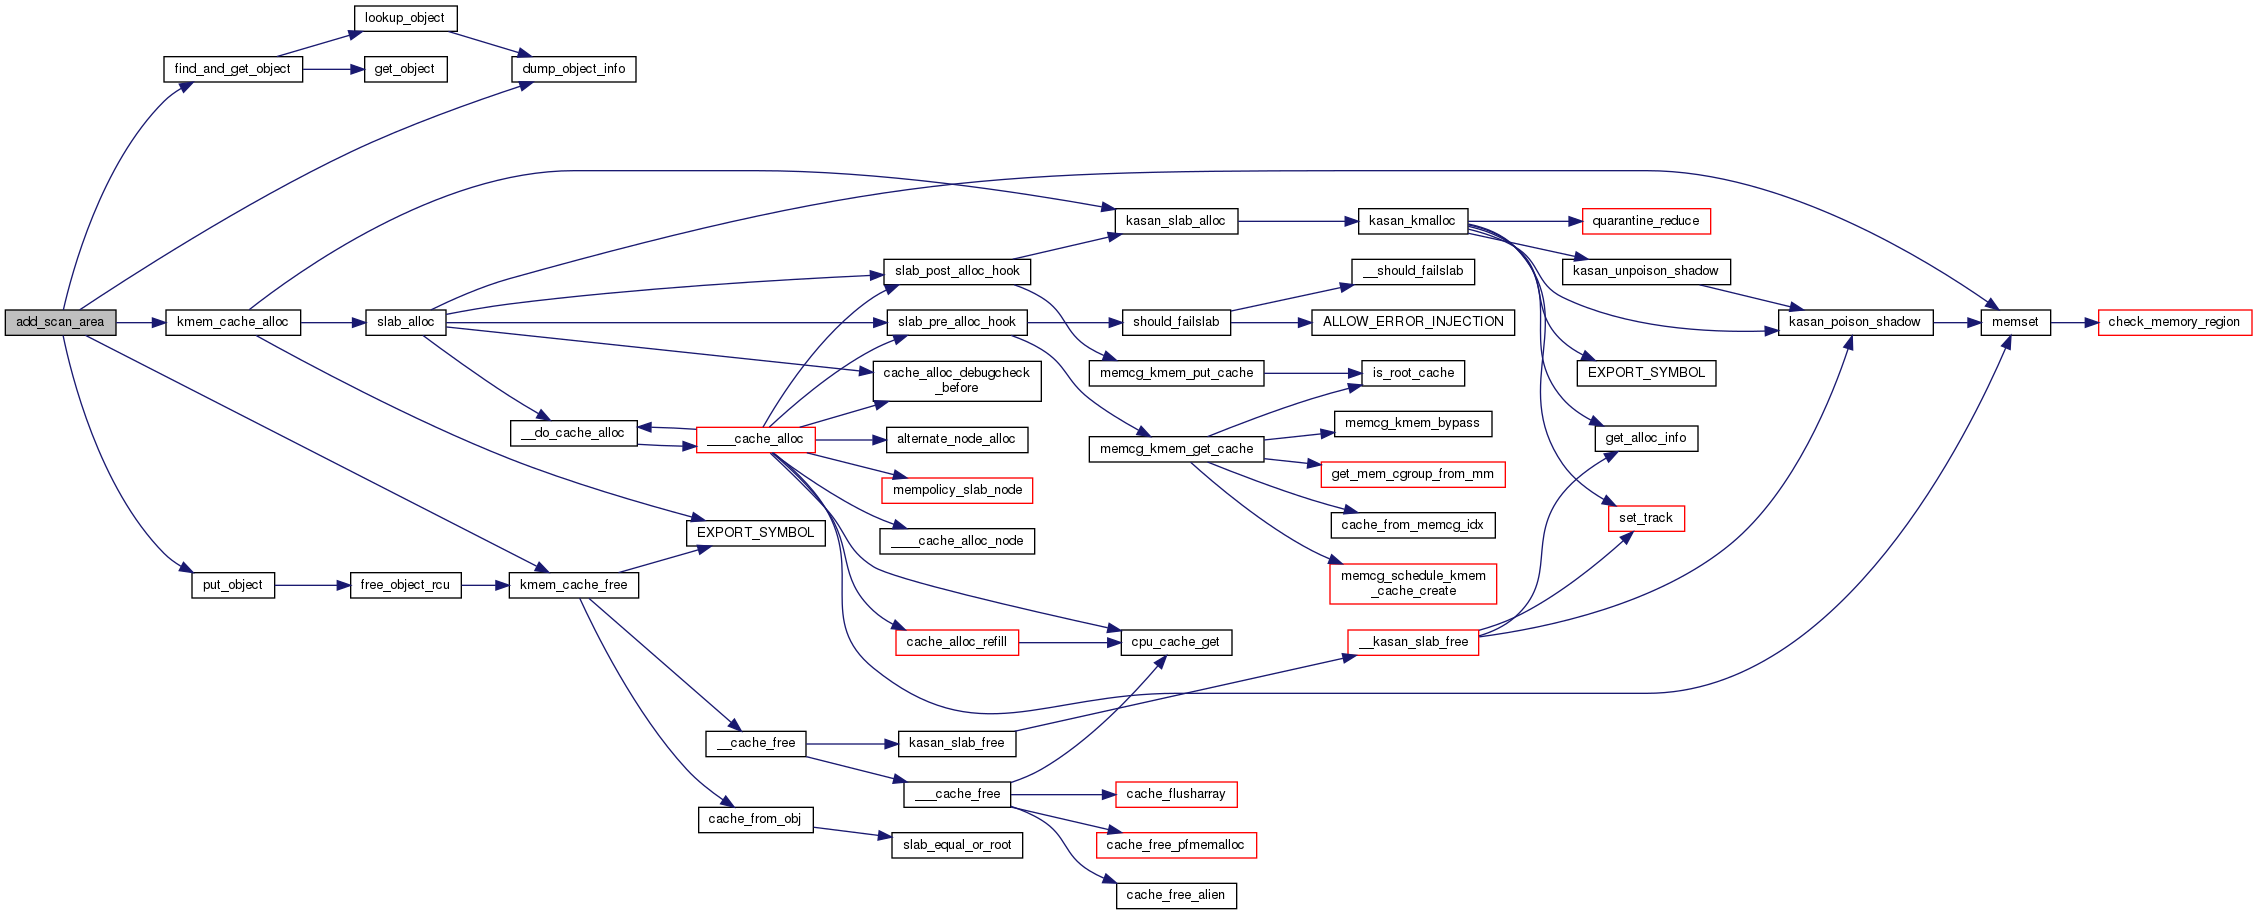 lookup_object
find_and_get_object
get_object
dump_object_info
kasan_slab_alloc
kasan_kmalloc
quarantine_reduce
slab_post_alloc_hook
__should_failslab
kasan_unpoison_shadow
add_scan_area
kmem_cache_alloc
slab_alloc
slab_pre_alloc_hook
should_failslab
ALLOW_ERROR_INJECTION
kasan_poison_shadow
memset
check_memory_region
cache_alloc_debugcheck
_before
memcg_kmem_put_cache
is_root_cache
EXPORT_SYMBOL
__do_cache_alloc
____cache_alloc
alternate_node_alloc
memcg_kmem_get_cache
memcg_kmem_bypass
get_alloc_info
mempolicy_slab_node
get_mem_cgroup_from_mm
set_track
EXPORT_SYMBOL
____cache_alloc_node
cache_from_memcg_idx
put_object
free_object_rcu
kmem_cache_free
memcg_schedule_kmem
_cache_create
cache_alloc_refill
cpu_cache_get
__kasan_slab_free
__cache_free
kasan_slab_free
___cache_free
cache_flusharray
cache_from_obj
slab_equal_or_root
cache_free_pfmemalloc
cache_free_alien